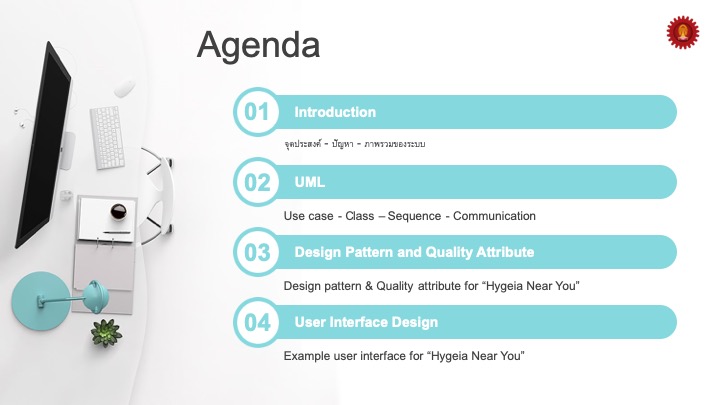 Agenda
01 Introduction
จุดประสงค์ - ปัญหา - ภาพรวมของระบบ
02 UML
Use case - Class – Sequence - Communication
03 Design Pattern and Quality Attribute
Design pattern & Quality attribute for “Hygeia Near You”
04 User Interface Design
Example user interface for “Hygeia Near You”